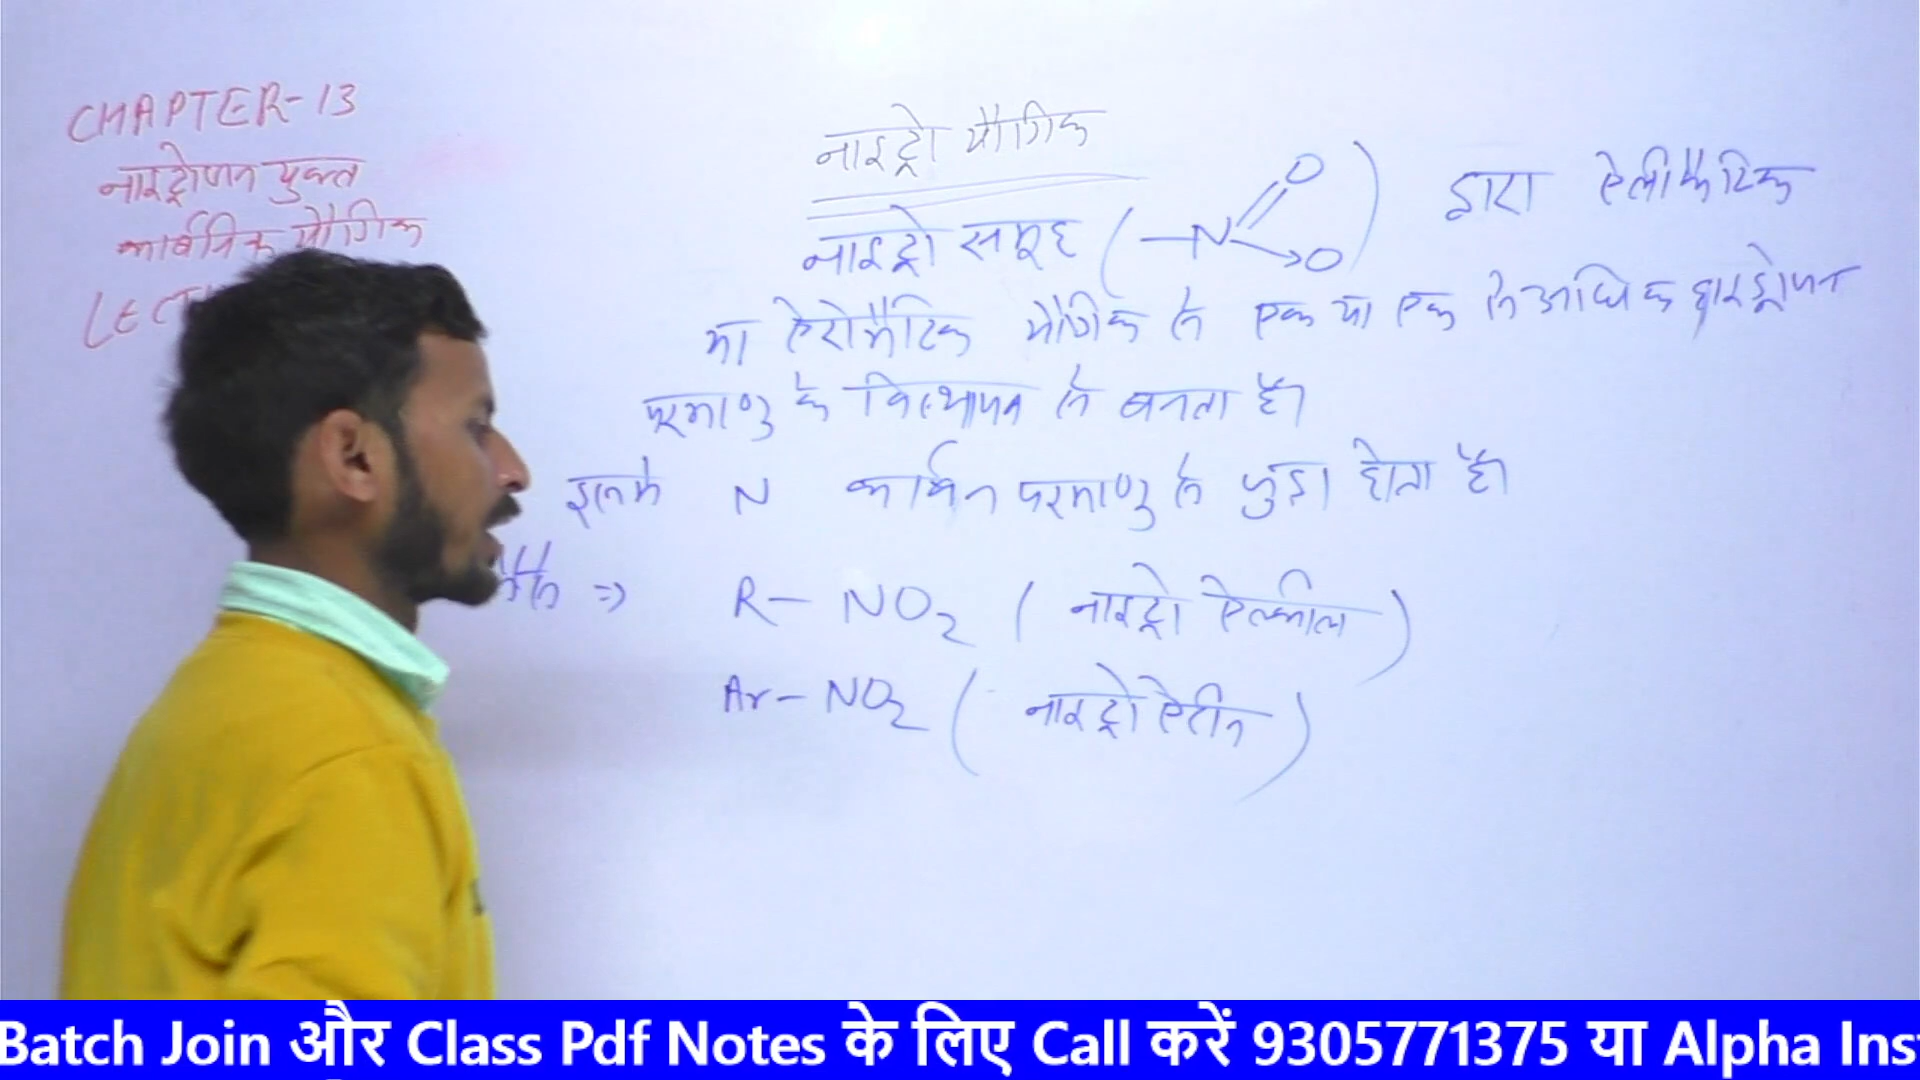 CHAPTER-13
नाइट्रोजन युक्त
कार्बनिक यौगिक
नाइट्रो यौगिक
नाइट्रो समूह ( —N O O ) द्वारा ऐलीफैटिक
या ऐरोमैटिक यौगिक से एक या एक से अधिक हाइड्रोजन
परमाणु के विस्थापन से बनता है।
इसमे N कार्बन परमाणु से जुड़ा होता है।
⇒ R — NO₂ ( नाइट्रो ऐल्कील )
Ar — NO₂ ( नाइट्रो ऐरीन )
Batch Join और Class Pdf Notes के लिए Call करें 9305771375 या Alpha Ins